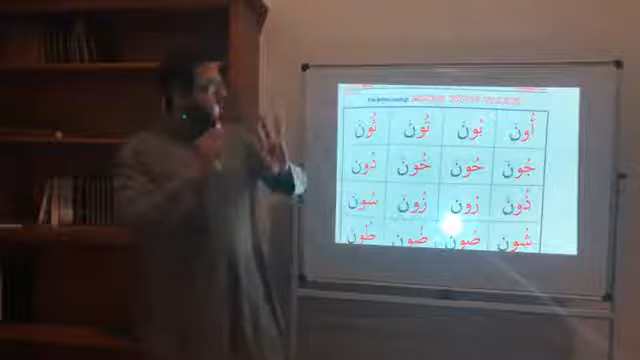 أُونَ بُونَ تُونَ ثُونَ
جُونَ حُونَ خُونَ دُونَ
ذُونَ رُونَ زُونَ سُونَ
شُونَ صُونَ ضُونَ طُونَ